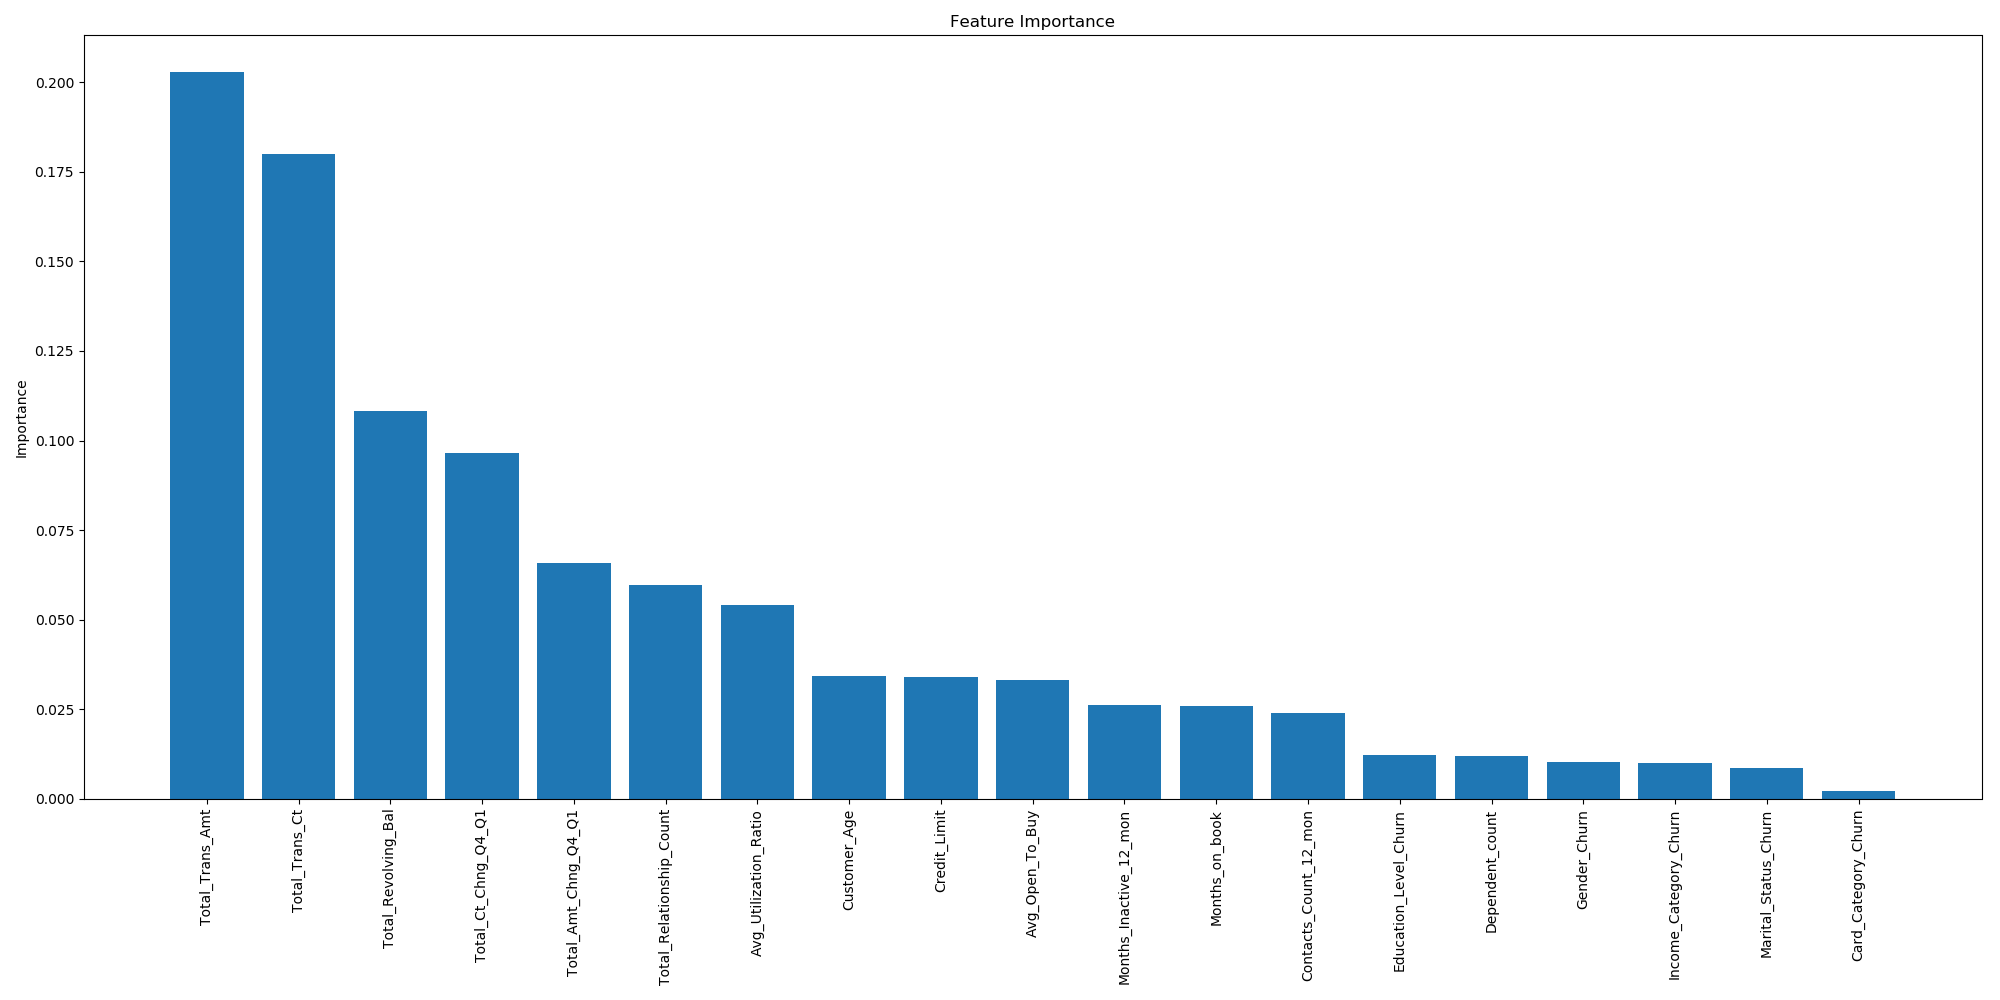 Feature Importance
Importance
0.200
0.175
0.150
0.125
0.100
0.075
0.050
0.025
0.000
Total_Trans_Amt
Total_Trans_Ct
Total_Revolving_Bal
Total_Ct_Chng_Q4_Q1
Total_Amt_Chng_Q4_Q1
Total_Relationship_Count
Avg_Utilization_Ratio
Customer_Age
Credit_Limit
Avg_Open_To_Buy
Months_Inactive_12_mon
Months_on_book
Contacts_Count_12_mon
Education_Level_Churn
Dependent_count
Gender_Churn
Income_Category_Churn
Marital_Status_Churn
Card_Category_Churn